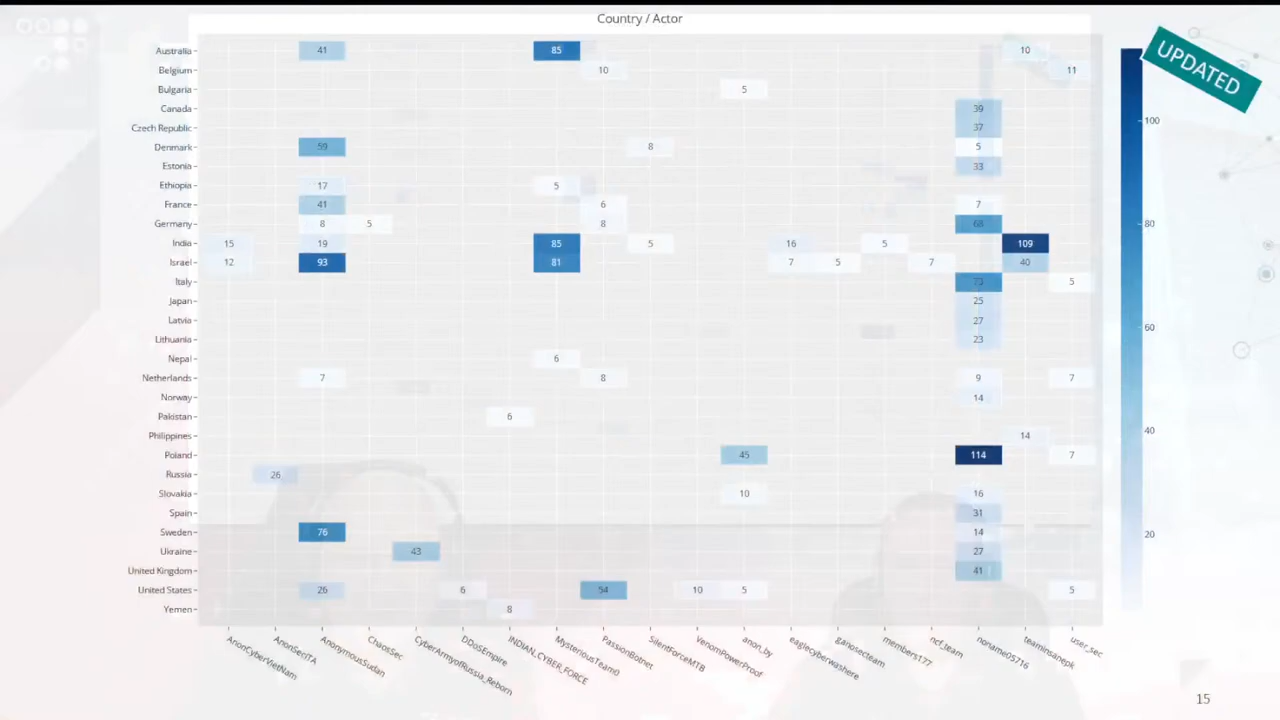 Country / Actor
UPDATED
Australia 41 85 10
Belgium 10 11
Bulgaria 5
Canada 39
Czech Republic 37
Denmark 59 8 5
Estonia 33
Ethiopia 17 5
France 41 6 7
Germany 8 5 8 68
India 15 19 85 5 16 5 109
Israel 12 93 81 7 5 7 40
Italy 73 5
Japan 25
Latvia 27
Lithuania 23
Nepal 6
Netherlands 7 8 9 7
Norway 14
Pakistan 6
Philippines 14
Poland 45 114 7
Russia 26
Slovakia 10 16
Spain 31
Sweden 76 14
Ukraine 43 27
United Kingdom 41
United States 26 6 54 10 5 5
Yemen 8
100
80
60
40
20
AnonCyberVietNam
AnonSecITA
AnonymousSudan
ChaosSec
CyberArmyofRussia_Reborn
DDoSEmpire
INDIAN_CYBER_FORCE
MysteriousTeam0
PassionBotnet
SilentForceMTB
VenomPowerProof
anon_by
eaglecyberwashere
ganosecteam
members177
ncf_team
noname05716
teaminsanepk
user_sec
15